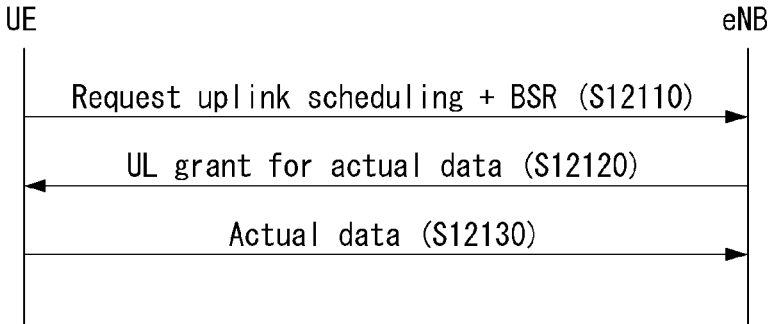 UE eNB
Request uplink scheduling + BSR (S12110)
UL grant for actual data (S12120)
Actual data (S12130)